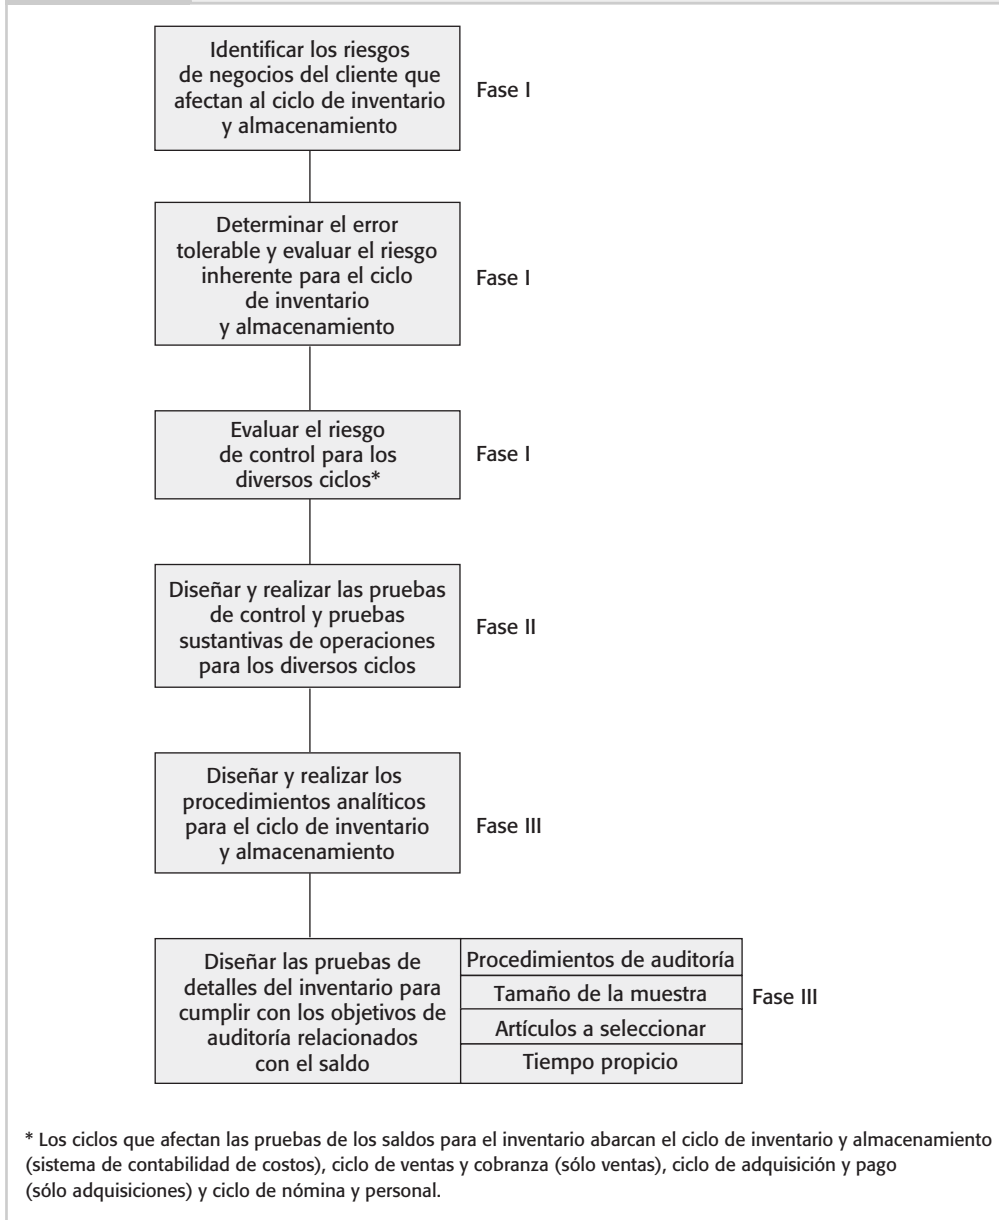 Identificar los riesgos
de negocios del cliente que
afectan al ciclo de inventario
y almacenamiento
Fase I
Determinar el error
tolerable y evaluar el riesgo
inherente para el ciclo
de inventario
y almacenamiento
Fase I
Evaluar el riesgo
de control para los
diversos ciclos*
Fase I
Diseñar y realizar las pruebas
de control y pruebas
sustantivas de operaciones
para los diversos ciclos
Fase II
Diseñar y realizar los
procedimientos analíticos
para el ciclo de inventario
y almacenamiento
Fase III
Diseñar las pruebas de
detalles del inventario para
cumplir con los objetivos de
auditoría relacionados
con el saldo
Procedimientos de auditoría
Tamaño de la muestra
Artículos a seleccionar
Tiempo propicio
Fase III
* Los ciclos que afectan las pruebas de los saldos para el inventario abarcan el ciclo de inventario y almacenamiento
(sistema de contabilidad de costos), ciclo de ventas y cobranza (sólo ventas), ciclo de adquisición y pago
(sólo adquisiciones) y ciclo de nómina y personal.